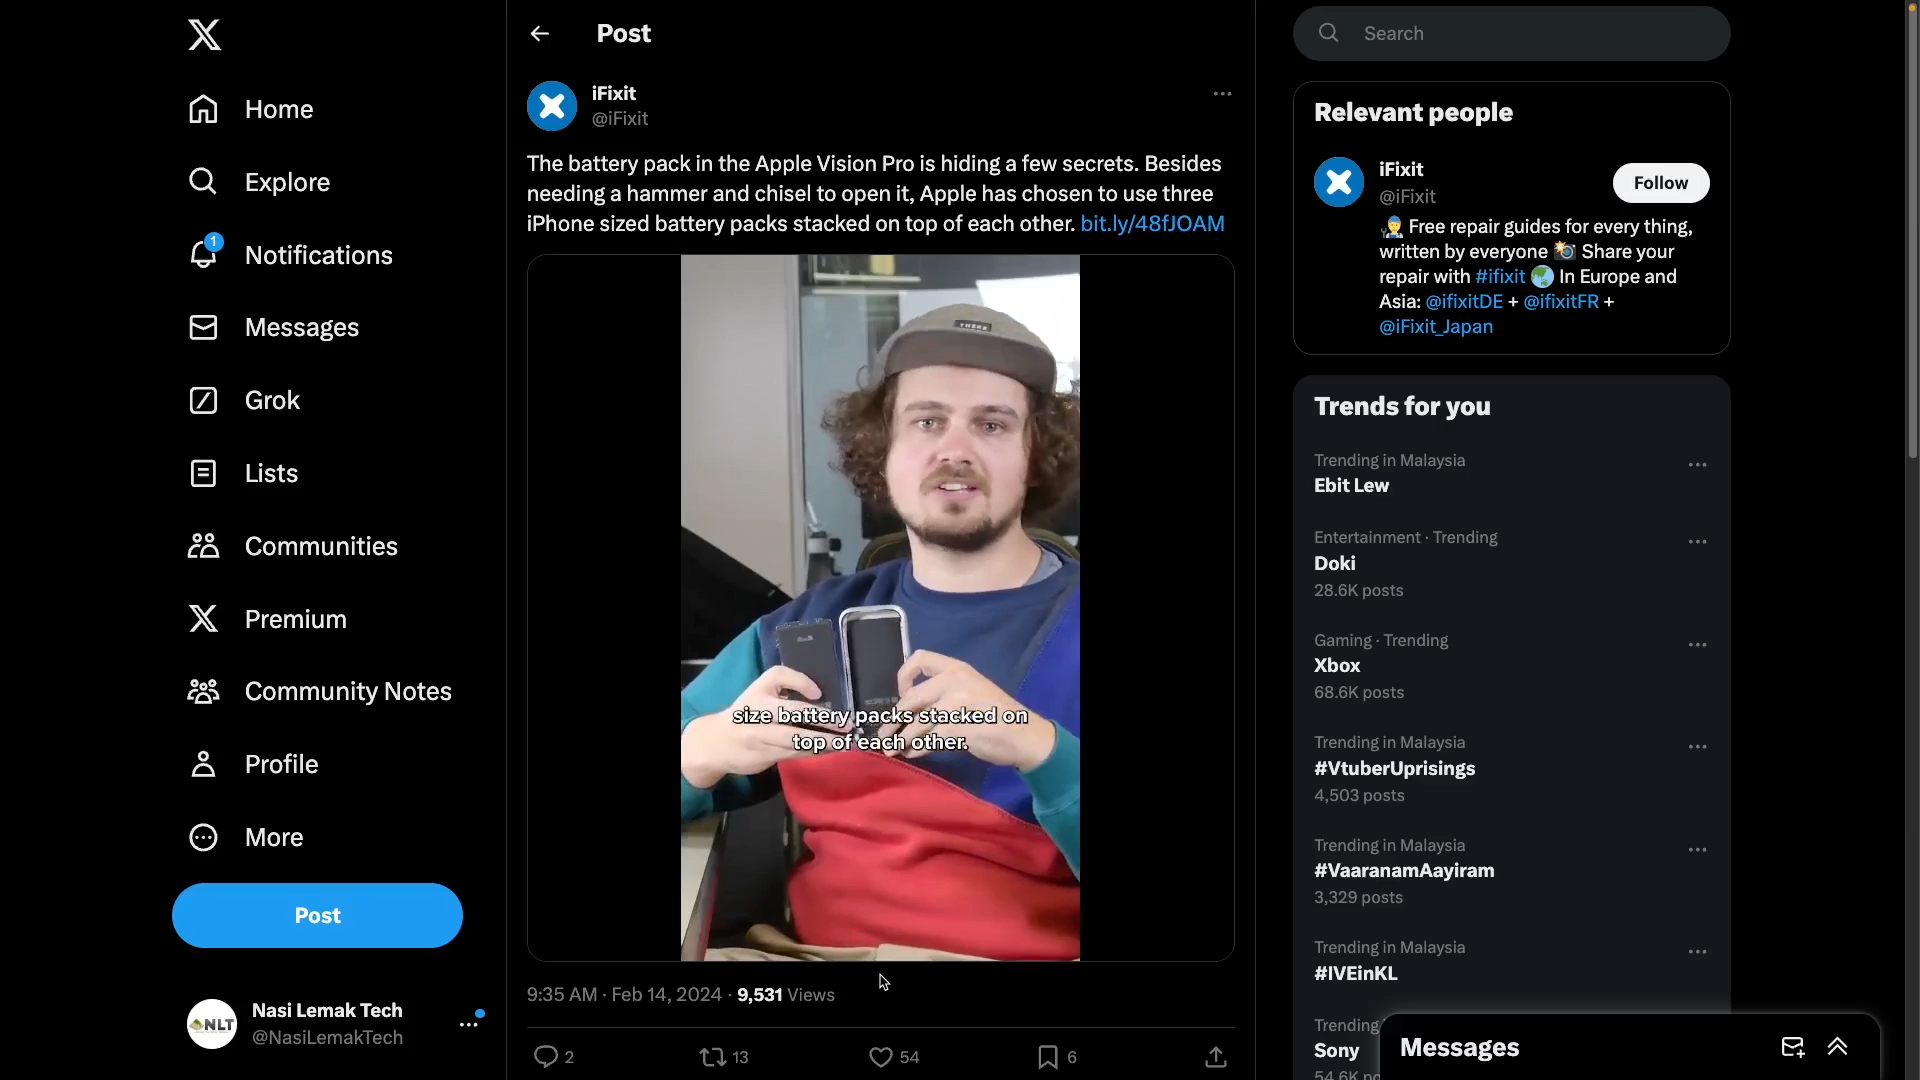 Home
Explore
1
Notifications
Messages
Grok
Lists
Communities
Premium
Community Notes
Profile
More
Post
NLT
Nasi Lemak Tech
@NasiLemakTech
Post
iFixit
@iFixit
The battery pack in the Apple Vision Pro is hiding a few secrets. Besides
needing a hammer and chisel to open it, Apple has chosen to use three
iPhone sized battery packs stacked on top of each other. bit.ly/48fJOAM
THERE
size battery packs stacked on
top of each other.
9:35 AM · Feb 14, 2024 · 9,531 Views
2
13
54
6
Search
Relevant people
iFixit
@iFixit
Follow
Free repair guides for every thing,
written by everyone 📸 Share your
repair with #ifixit 🌏 In Europe and
Asia: @ifixitDE + @ifixitFR +
@iFixit_Japan
Trends for you
Trending in Malaysia
Ebit Lew
Entertainment · Trending
Doki
28.6K posts
Gaming · Trending
Xbox
68.6K posts
Trending in Malaysia
#VtuberUprisings
4,503 posts
Trending in Malaysia
#VaaranamAayiram
3,329 posts
Trending in Malaysia
#IVEinKL
Trending
Sony
54.6K
Messages